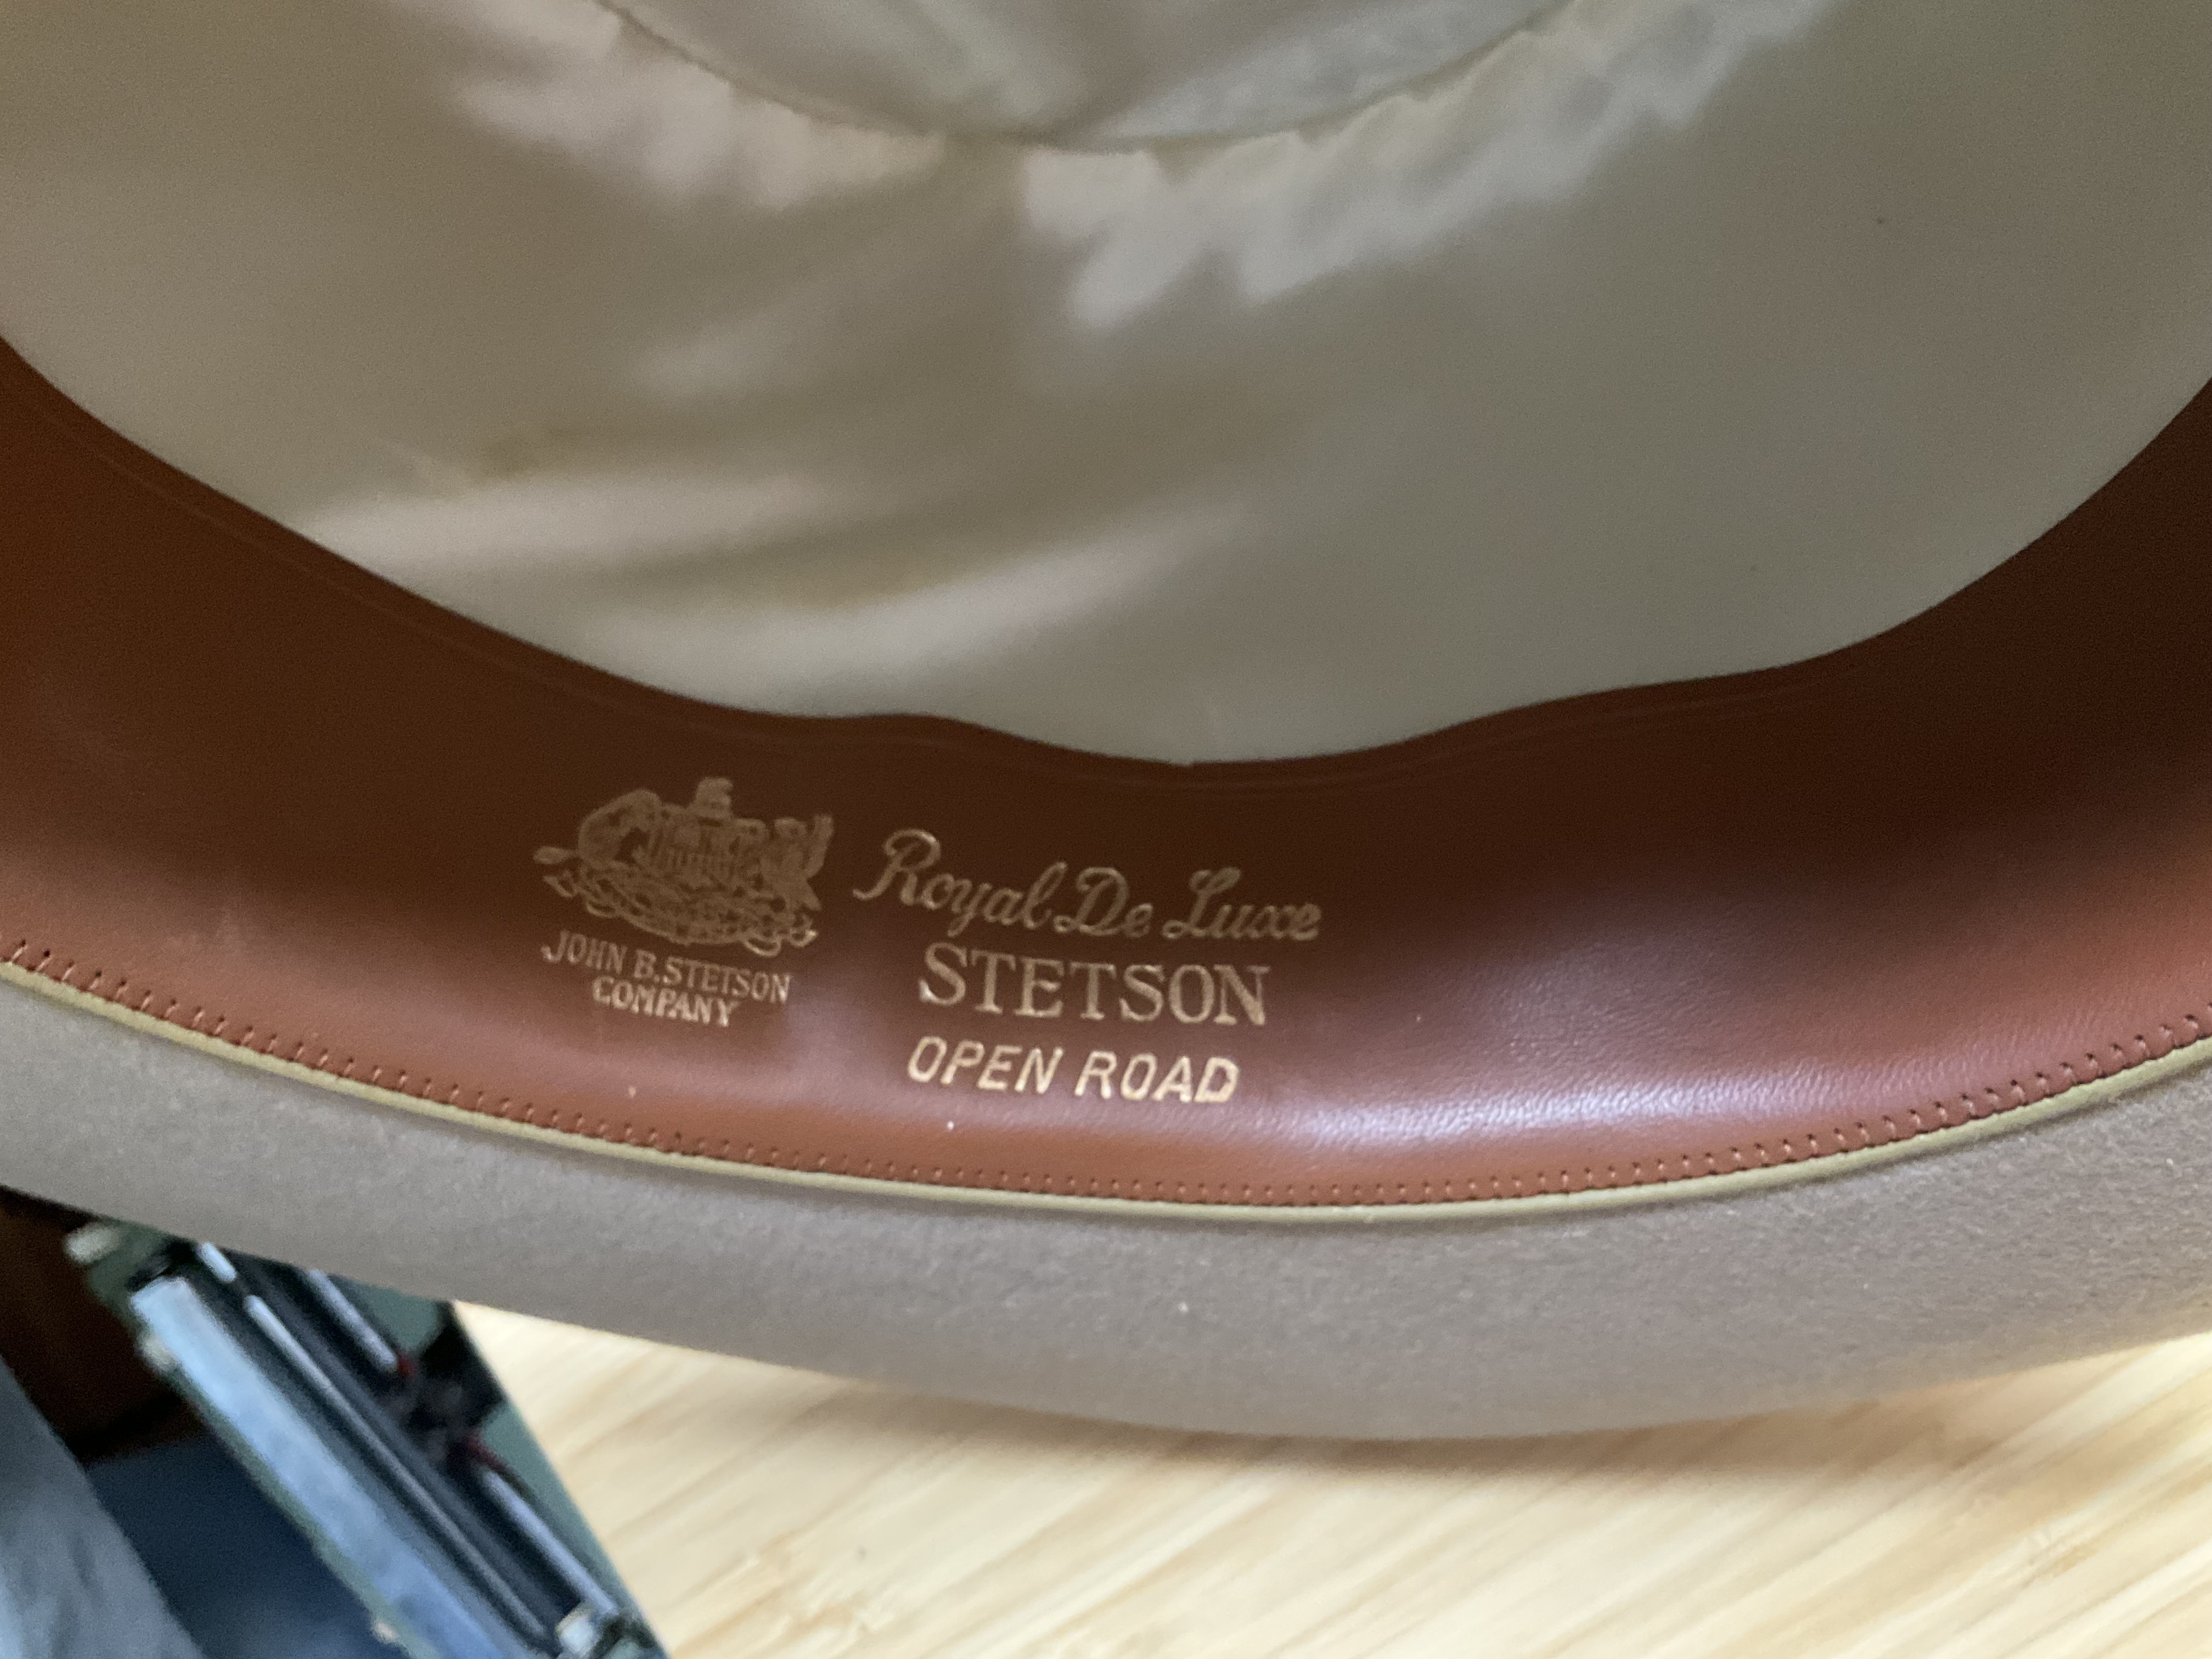 JOHN B. STETSON
COMPANY
Royal De Luxe
STETSON
OPEN ROAD